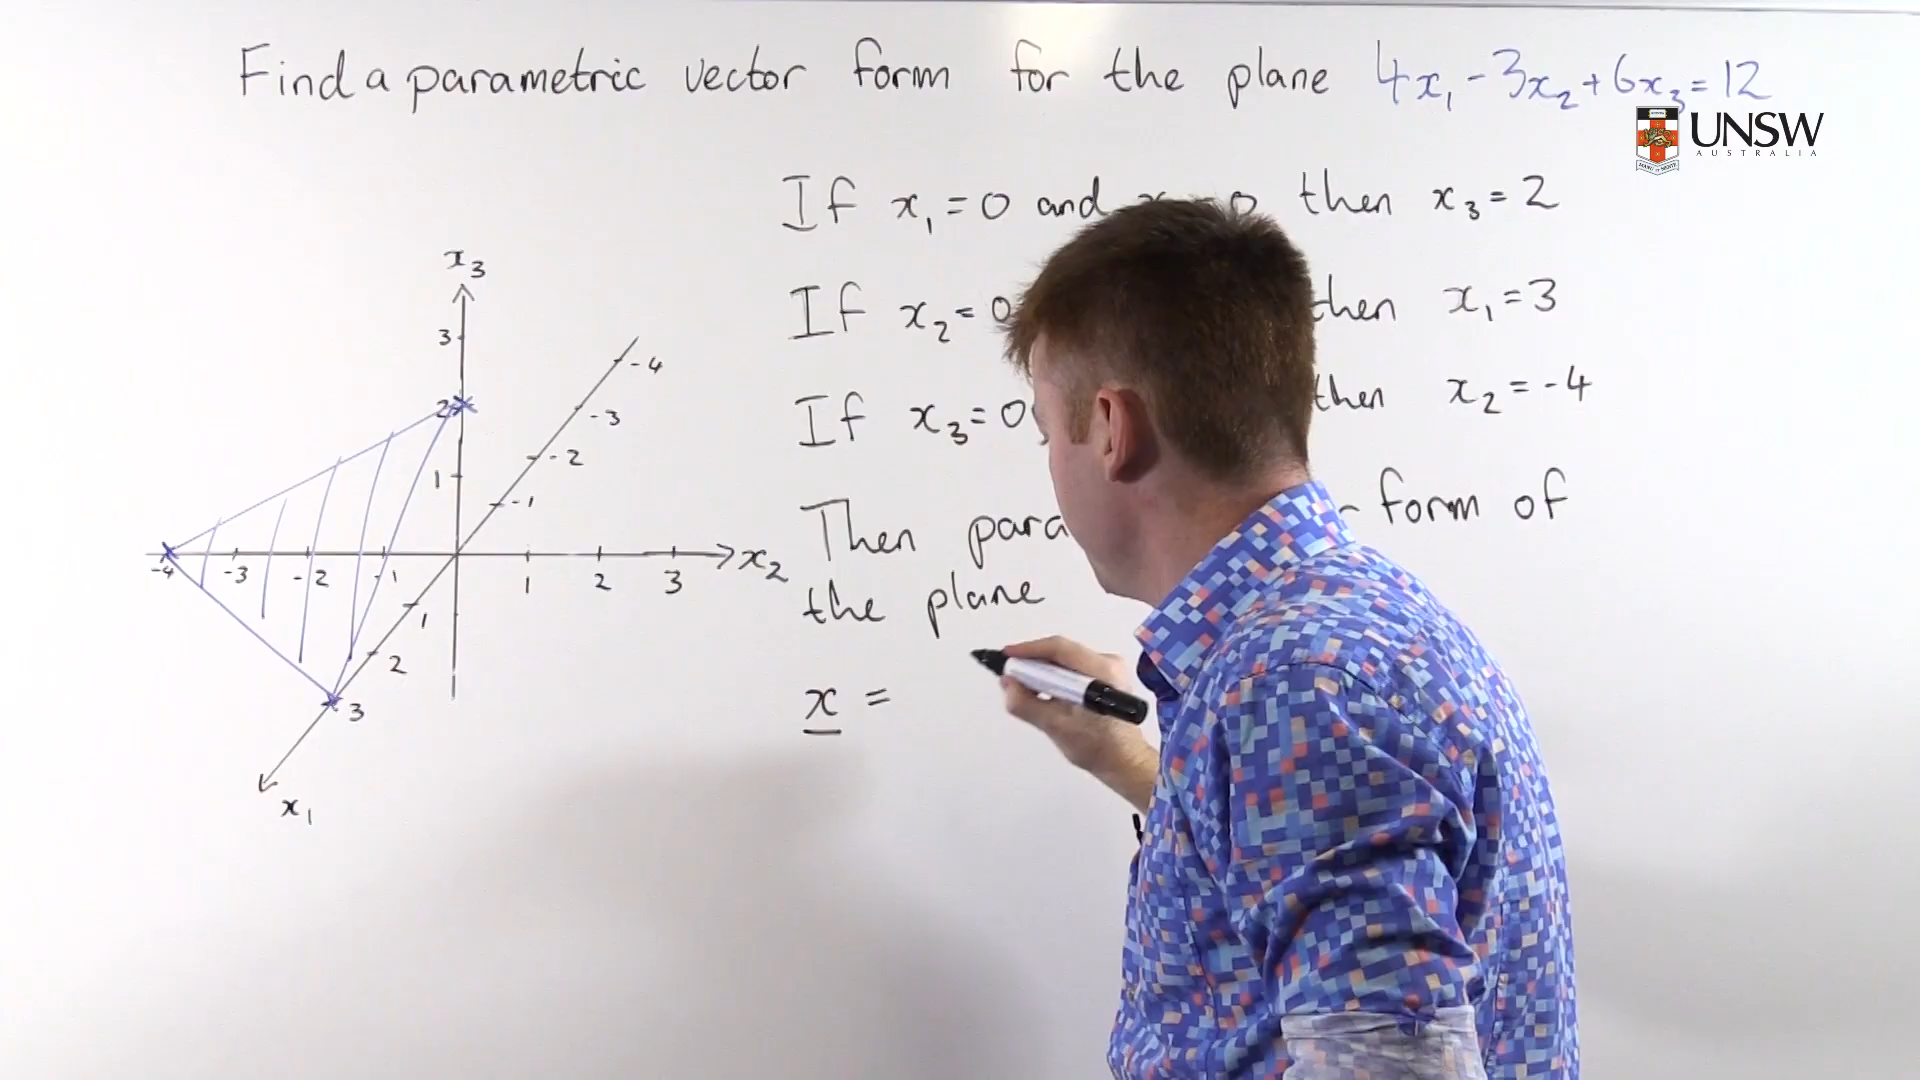 Find a parametric vector form for the plane 4x₁ - 3x₂ + 6x₃ = 12
UNSW
AUSTRALIA
If x₁ = 0 and 0 then x₃ = 2
If x₂ = 0 then x₁ = 3
If x₃ = 0 then x₂ = -4
Then para form of
the plane
x =
x₃
3
2
1
-4
-3
-2
-1
-4 -3 -2 -1 1 2 3 x₂
1
2
3
x₁